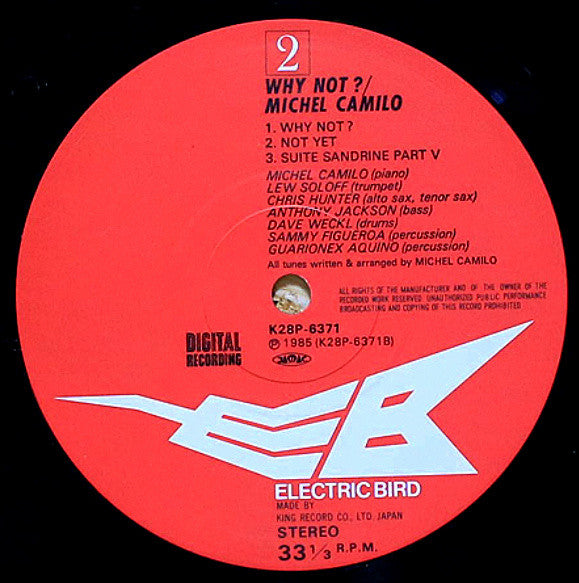 2
WHY NOT?/
MICHEL CAMILO
1. WHY NOT?
2. NOT YET
3. SUITE SANDRINE PART V
MICHEL CAMILO (piano)
LEW SOLOFF (trumpet)
CHRIS HUNTER (alto sax, tenor sax)
ANTHONY JACKSON (bass)
DAVE WECKL (drums)
SAMMY FIGUEROA (percussion)
GUARIONEX AQUINO (percussion)
All tunes written & arranged by MICHEL CAMILO
ALL RIGHTS OF THE MANUFACTURER AND OF THE OWNER OF THE
RECORDED WORK RESERVED. UNAUTHORIZED PUBLIC PERFORMANCE
BROADCASTING AND COPYING OF THIS RECORD PROHIBITED
K28P-6371
℗ 1985 (K28P-6371B)
JASRAC
DIGITAL
RECORDING
EB
ELECTRIC BIRD
MADE BY
KING RECORD CO., LTD. JAPAN
STEREO
33 1/3 R.P.M.